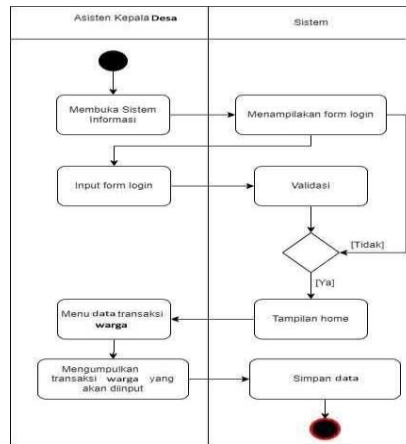 Asisten Kepala Desa
Sistem
Membuka Sistem
Informasi
Menampilakan form login
Input form login
Validasi
[Tidak]
[Ya]
Menu data transaksi
warga
Tampilan home
Mengumpulkan
transaksi warga yang
akan diinput
Simpan data